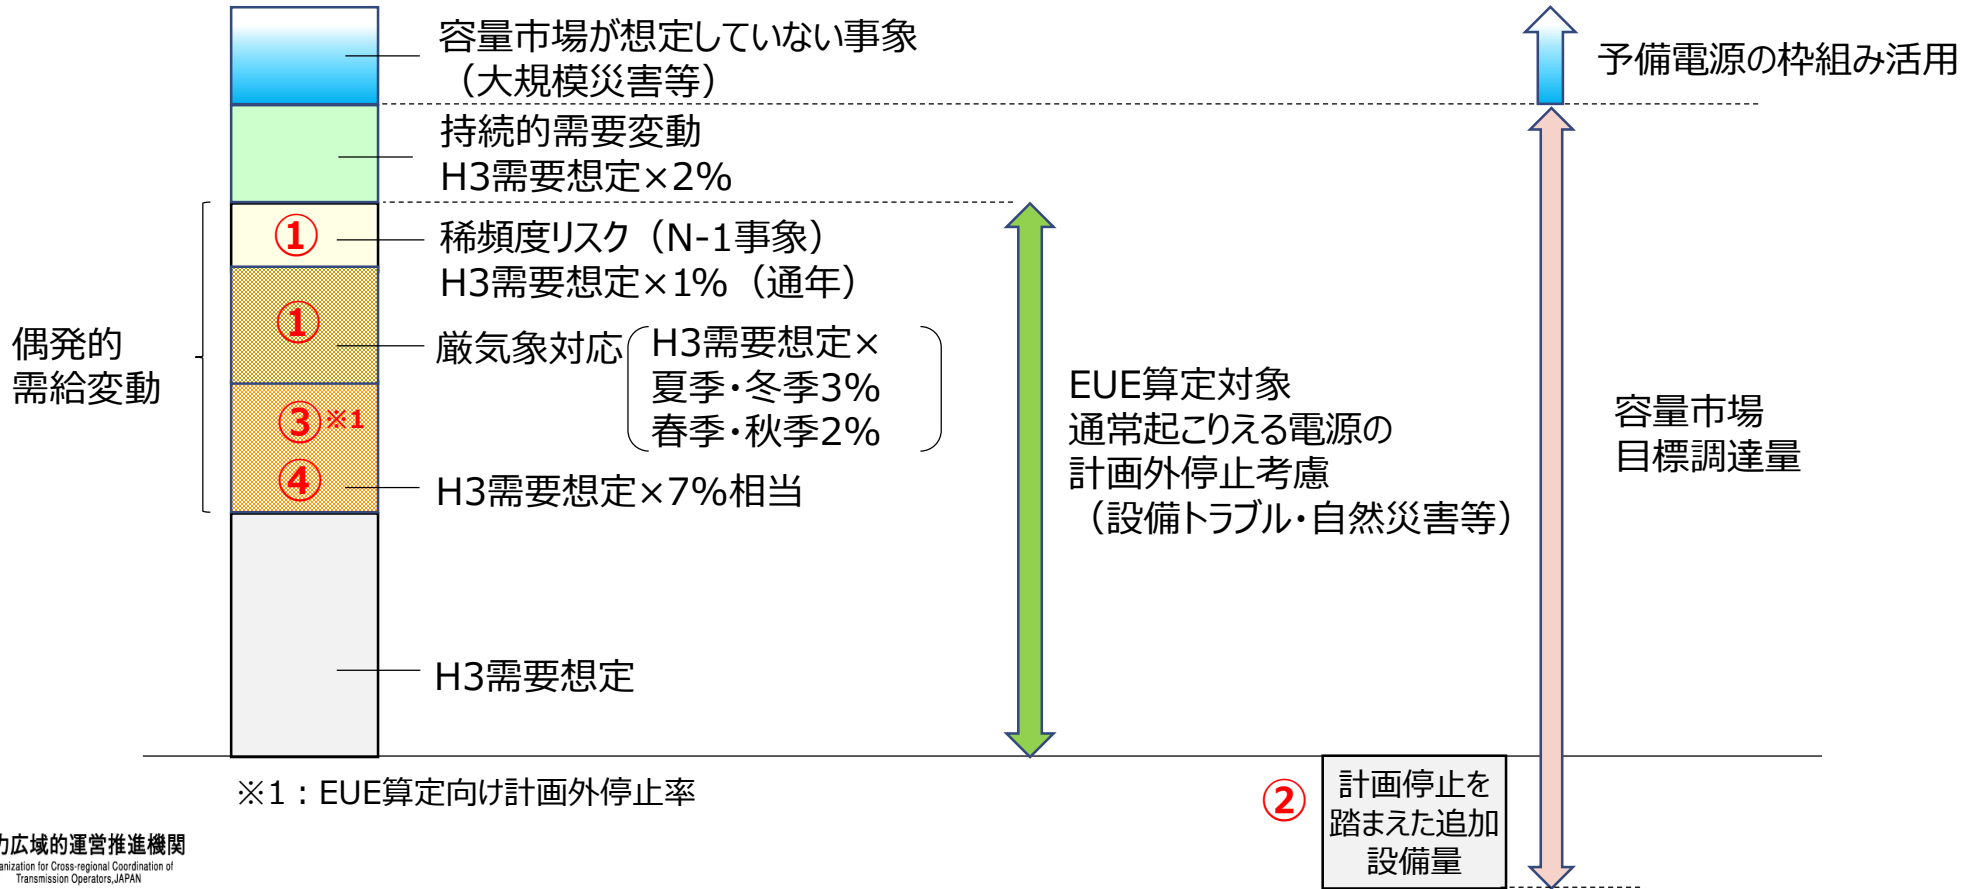 容量市場が想定していない事象
（大規模災害等）
予備電源の枠組み活用
持続的需要変動
H3需要想定×2%
①
稀頻度リスク（N-1事象）
H3需要想定×1%（通年）
①
厳気象対応
H3需要想定×
夏季・冬季3%
春季・秋季2%
偶発的
需給変動
③※1
④
H3需要想定×7%相当
EUE算定対象
通常起こりえる電源の
計画外停止考慮
（設備トラブル・自然災害等）
容量市場
目標調達量
H3需要想定
※1：EUE算定向け計画外停止率
②
計画停止を
踏まえた追加
設備量
力広域的運営推進機関
anization for Cross-regional Coordination of
Transmission Operators,JAPAN